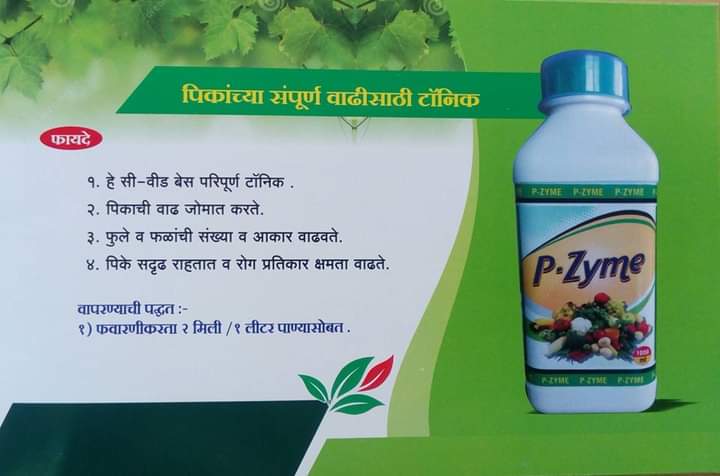 पिकांच्या संपूर्ण वाढीसाठी टॉनिक
फायदे
१. हे सी-वीड बेस परिपूर्ण टॉनिक .
२. पिकाची वाढ जोमात करते.
३. फुले व फळांची संख्या व आकार वाढवते.
४. पिके सदृढ राहतात व रोग प्रतिकार क्षमता वाढते.
वापरण्याची पद्धत :-
१) फवारणीकरता २ मिली /१ लीटर पाण्यासोबत .
P-ZYME P-ZYME P-ZYME
P-Zyme
1000
P-ZYME P-ZYME